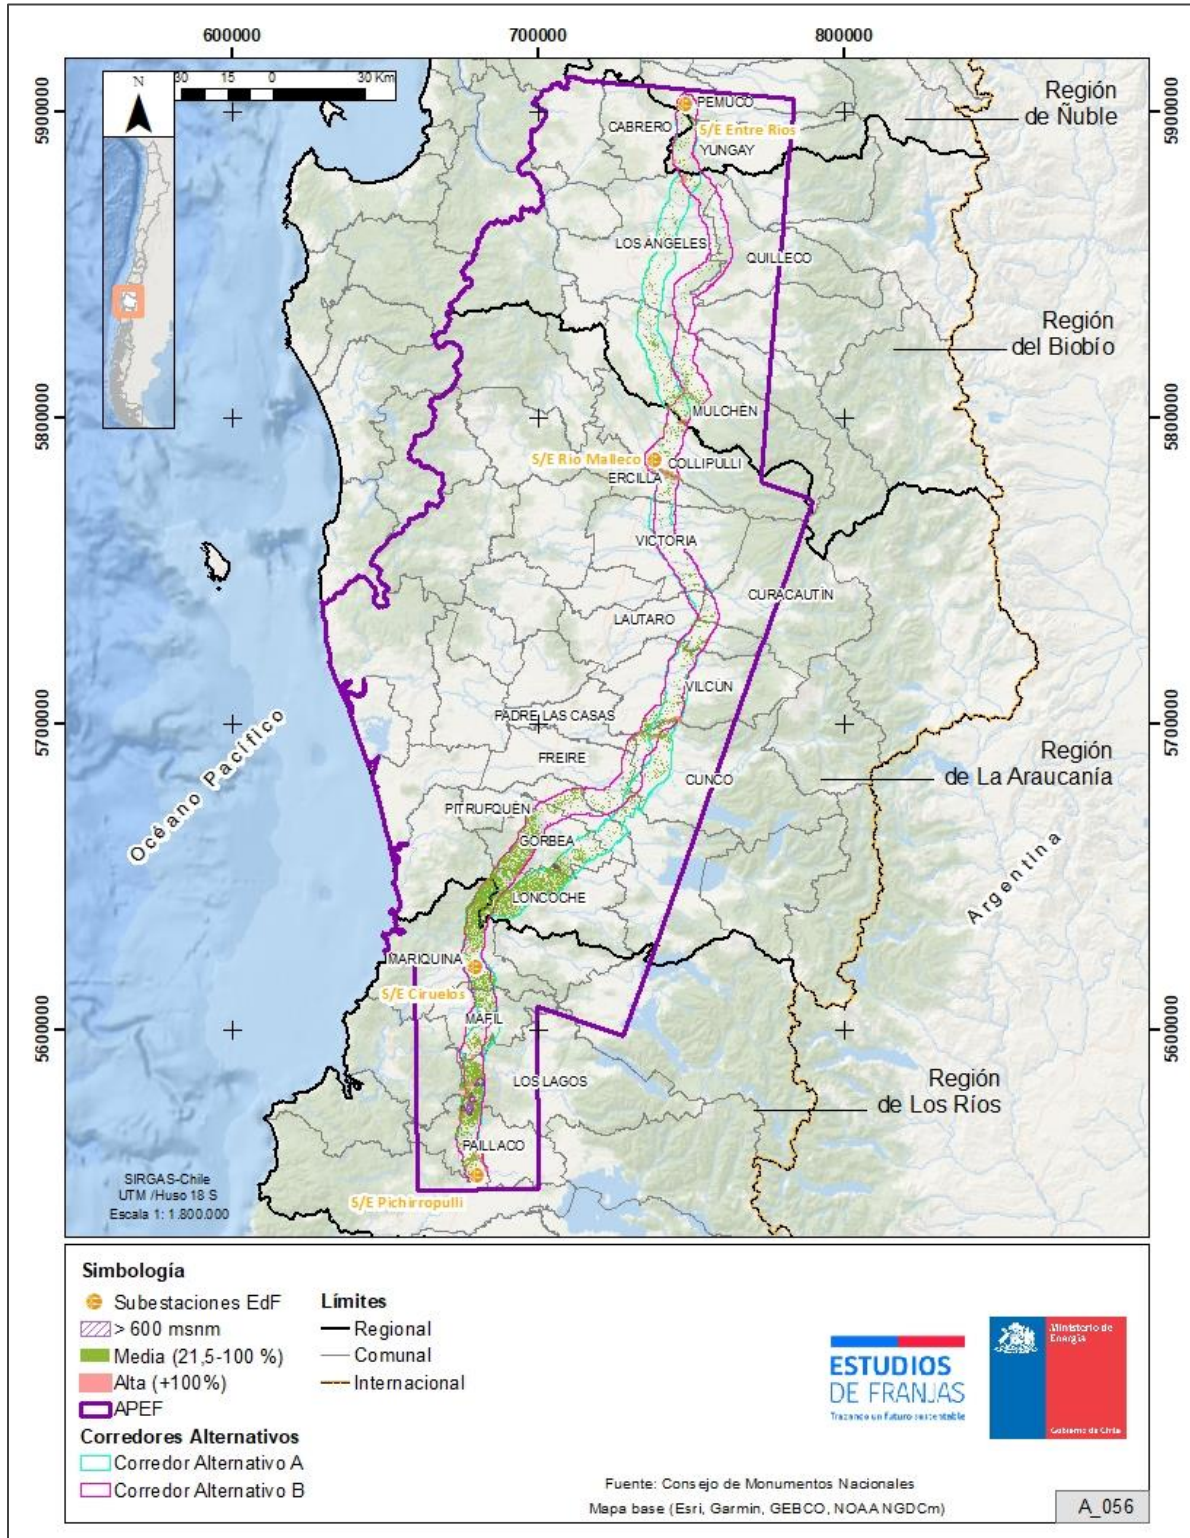 600000
700000
800000
N
30 15 0 30 Km
5900000
5900000
PEMUCO
CABRERO
S/E Entre Ríos
YUNGAY
Región
de Ñuble
LOS ANGELES
QUILLECO
Región
del Biobío
5800000
5800000
MULCHÉN
S/E Río Malleco
COLLIPULLI
ERCILLA
VICTORIA
CURACAUTÍN
LAUTARO
VILCÚN
5700000
5700000
PADRE LAS CASAS
FREIRE
CUNCO
Región
de La Araucanía
Océano Pacífico
PITRUFQUÉN
GORBEA
Argentina
LONCOCHE
MARIQUINA
S/E Ciruelos
MÁFIL
5600000
5600000
LOS LAGOS
Región
de Los Ríos
PAILLACO
S/E Pichirropulli
SIRGAS-Chile
UTM /Huso 18 S
Escala 1: 1.800.000
Simbología
Subestaciones EdF
> 600 msnm
Media (21,5-100 %)
Alta (+100%)
APEF
Corredores Alternativos
Corredor Alternativo A
Corredor Alternativo B
Límites
Regional
Comunal
Internacional
ESTUDIOS
DE FRANJAS
Trazando un futuro sustentable
Ministerio de
Energía
Gobierno de Chile
Fuente: Consejo de Monumentos Nacionales
Mapa base (Esri, Garmin, GEBCO, NOAA NGDCm)
A_056